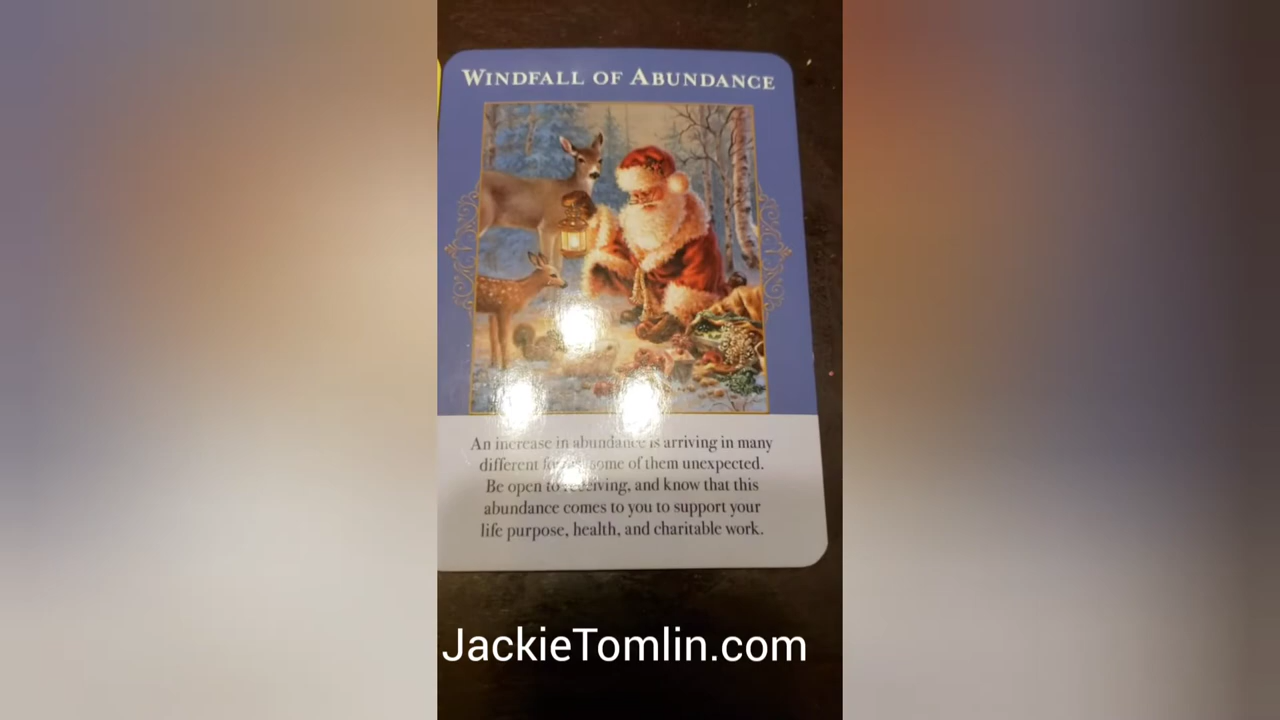 WINDFALL OF ABUNDANCE
An increase in abundance is arriving in many
different some of them unexpected.
Be open to receiving, and know that this
abundance comes to you to support your
life purpose, health, and charitable work.
JackieTomlin.com